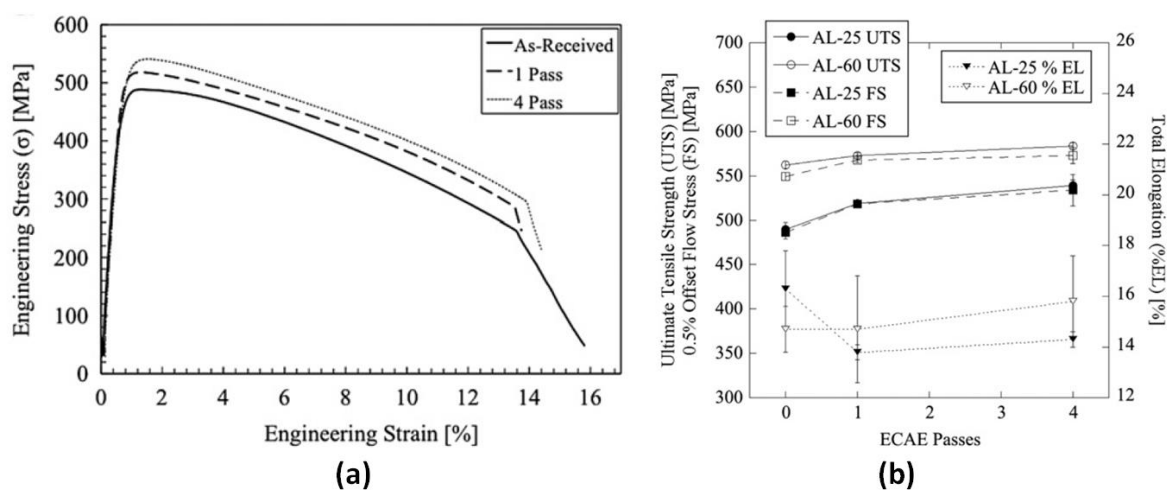 600
500
400
300
200
100
0
Engineering Stress (σ) [MPa]
As-Received
1 Pass
4 Pass
0 2 4 6 8 10 12 14 16
Engineering Strain [%]
(a)
AL-25 UTS
AL-60 UTS
AL-25 FS
AL-60 FS
AL-25 % EL
AL-60 % EL
700
650
600
550
500
450
400
350
300
Ultimate Tensile Strength (UTS) [MPa]
0.5% Offset Flow Stress (FS) [MPa]
26
24
22
20
18
16
14
12
Total Elongation (%EL) [%]
0 1 2 3 4
ECAE Passes
(b)